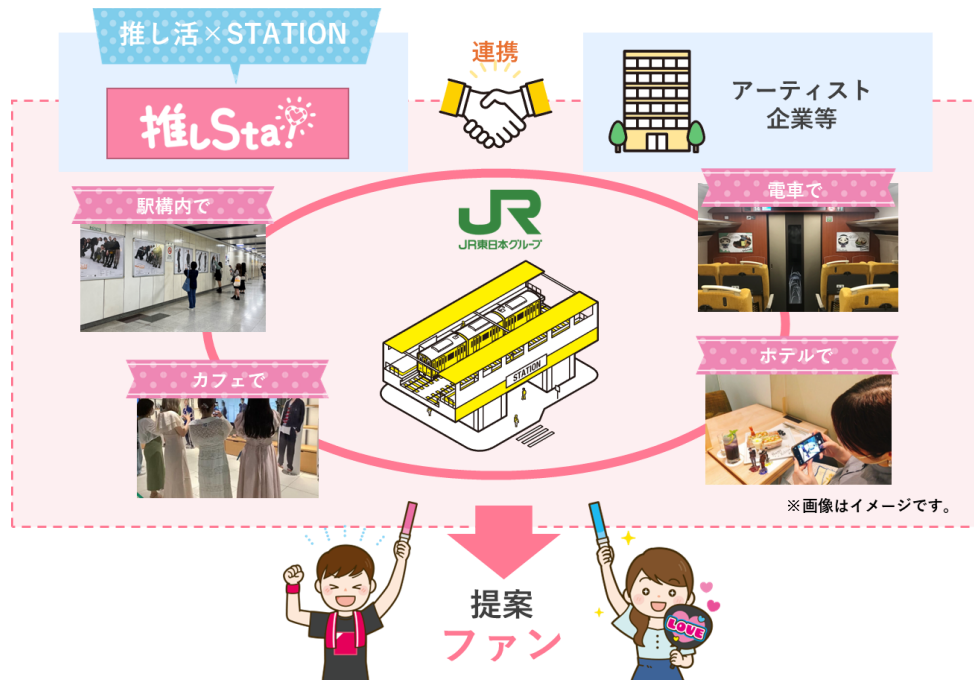 推し活×STATION
推しSta!
連携
アーティスト
企業等
駅構内で
JR
JR東日本グループ
電車で
カフェで
STATION
ホテルで
※画像はイメージです。
提案
ファン
LOVE